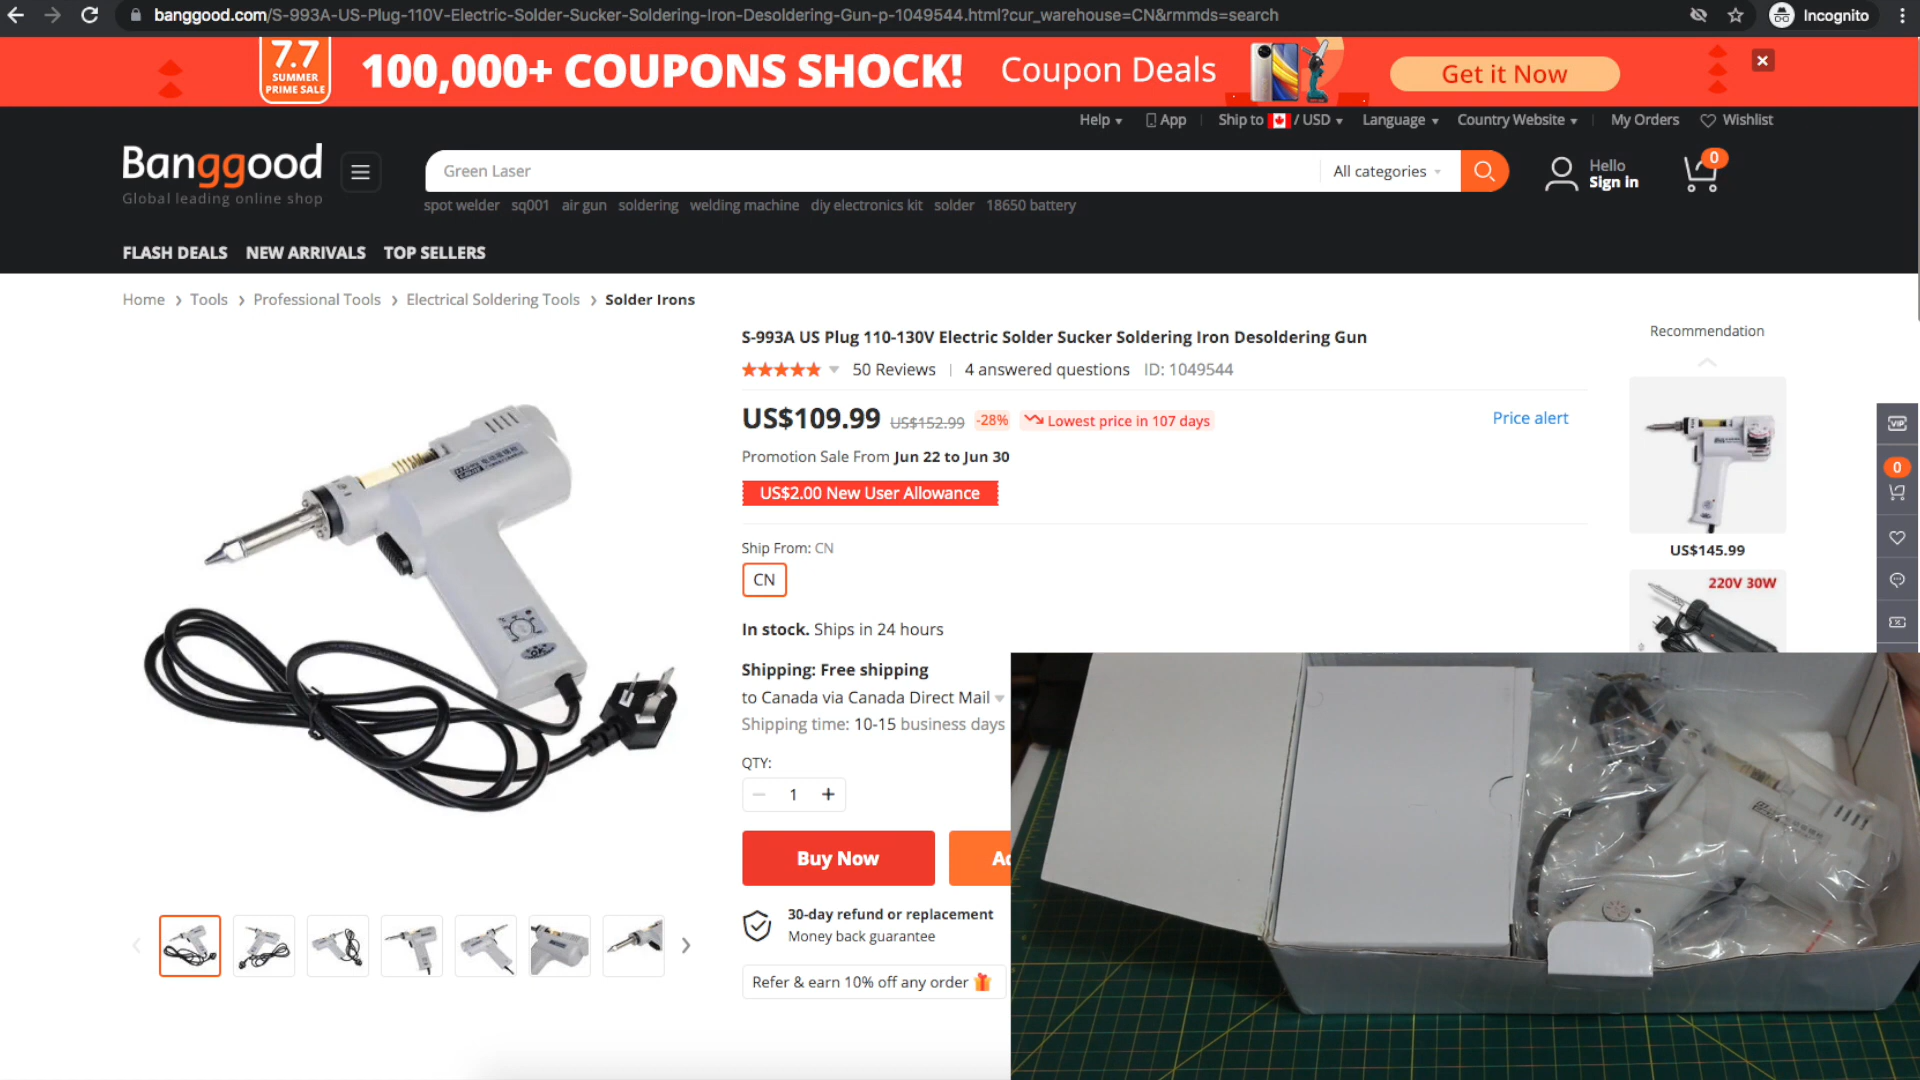 banggood.com/S-993A-US-Plug-110V-Electric-Solder-Sucker-Soldering-Iron-Desoldering-Gun-p-1049544.html?cur_warehouse=CN&rmmds=search
Incognito
7.7
SUMMER
PRIME SALE
100,000+ COUPONS SHOCK!
Coupon Deals
Get it Now
Help
App
Ship to / USD
Language
Country Website
My Orders
Wishlist
Banggood
Global leading online shop
Green Laser
All categories
Hello
Sign in
0
spot welder sq001 air gun soldering welding machine diy electronics kit solder 18650 battery
FLASH DEALS NEW ARRIVALS TOP SELLERS
Home > Tools > Professional Tools > Electrical Soldering Tools > Solder Irons
S-993A US Plug 110-130V Electric Solder Sucker Soldering Iron Desoldering Gun
50 Reviews | 4 answered questions ID: 1049544
US$109.99 US$152.99 -28% Lowest price in 107 days
Price alert
Promotion Sale From Jun 22 to Jun 30
US$2.00 New User Allowance
Ship From: CN
CN
In stock. Ships in 24 hours
Shipping: Free shipping
to Canada via Canada Direct Mail
Shipping time: 10-15 business days
QTY:
1
Buy Now
30-day refund or replacement
Money back guarantee
Refer & earn 10% off any order
Recommendation
US$145.99
220V 30W
VIP
0